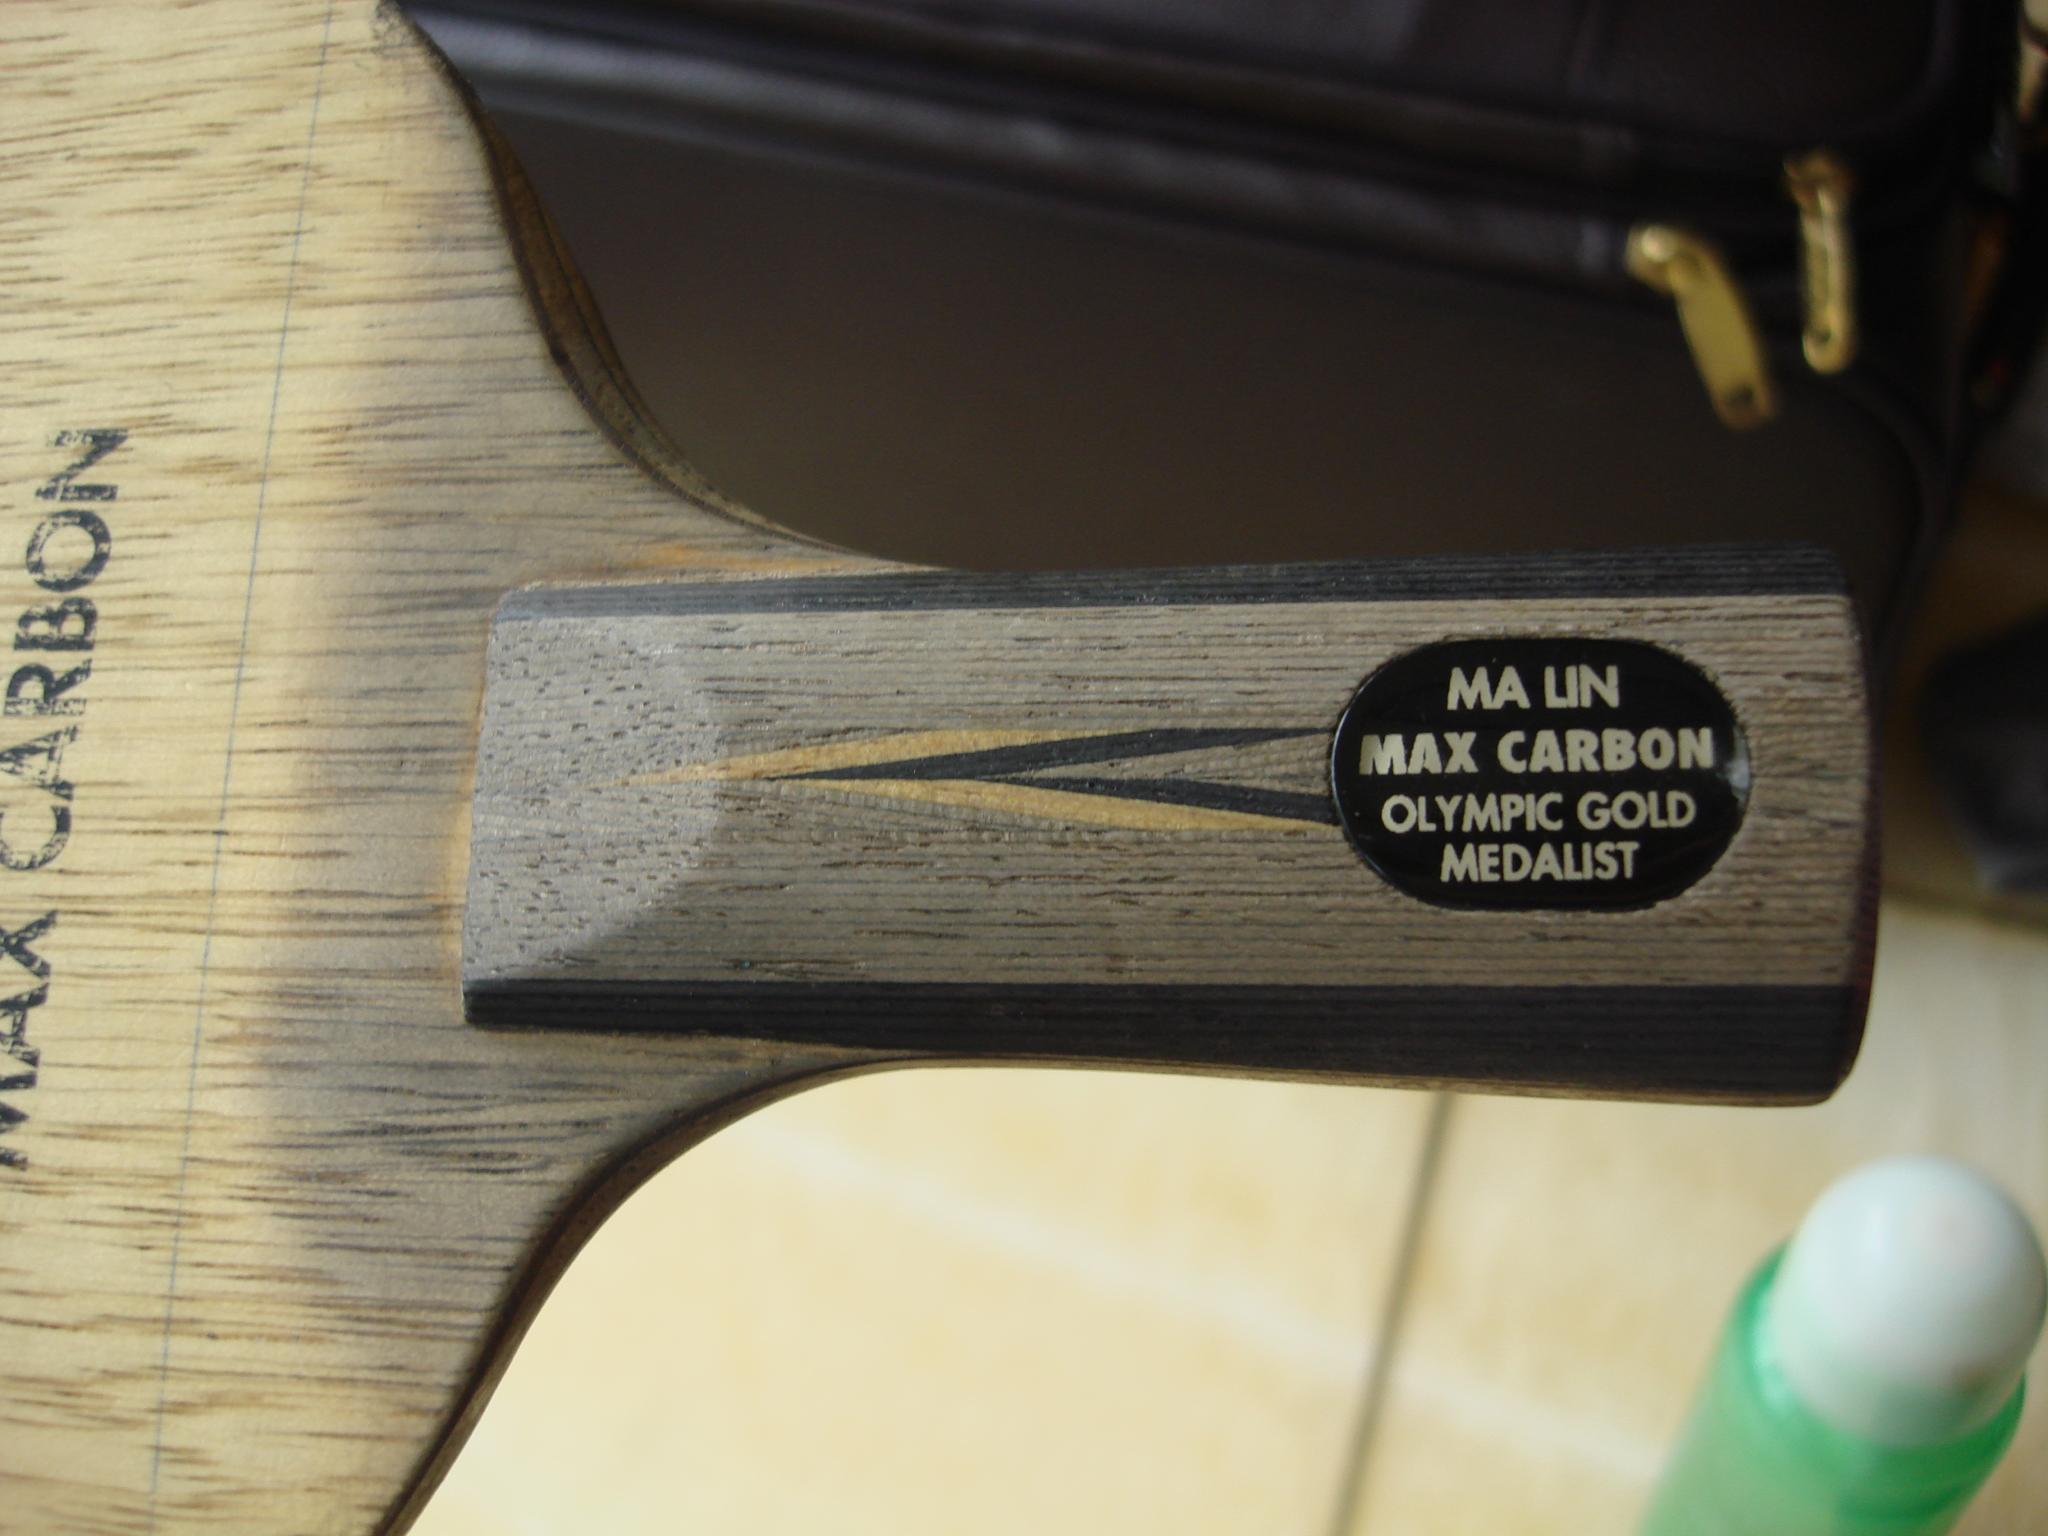 MAX CARBON
MA LIN
MAX CARBON
OLYMPIC GOLD
MEDALIST